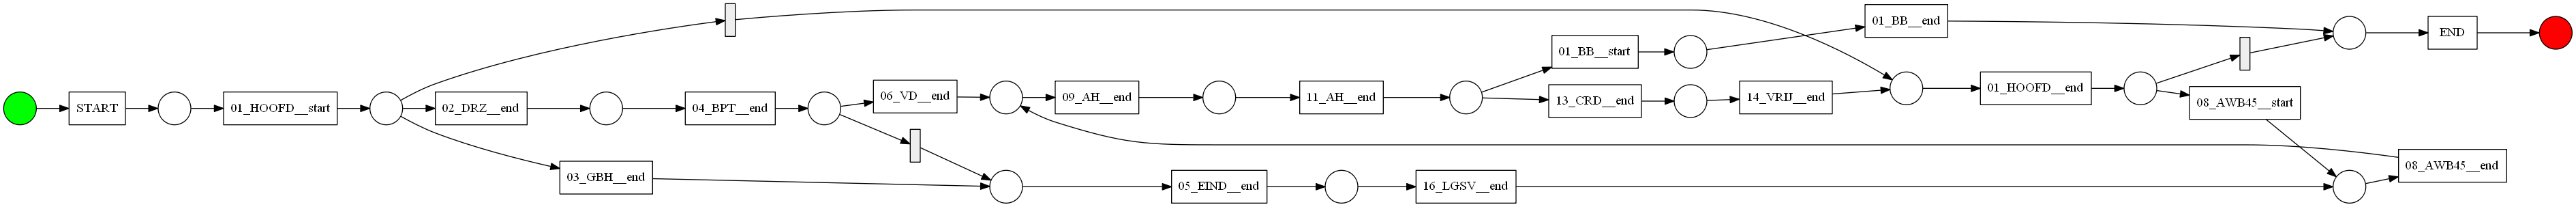 START
01_HOOFD__start
02_DRZ__end
03_GBH__end
04_BPT__end
06_VD__end
09_AH__end
05_EIND__end
11_AH__end
16_LGSV__end
01_BB__start
13_CRD__end
14_VRIJ__end
01_BB__end
01_HOOFD__end
08_AWB45__start
END
08_AWB45__end